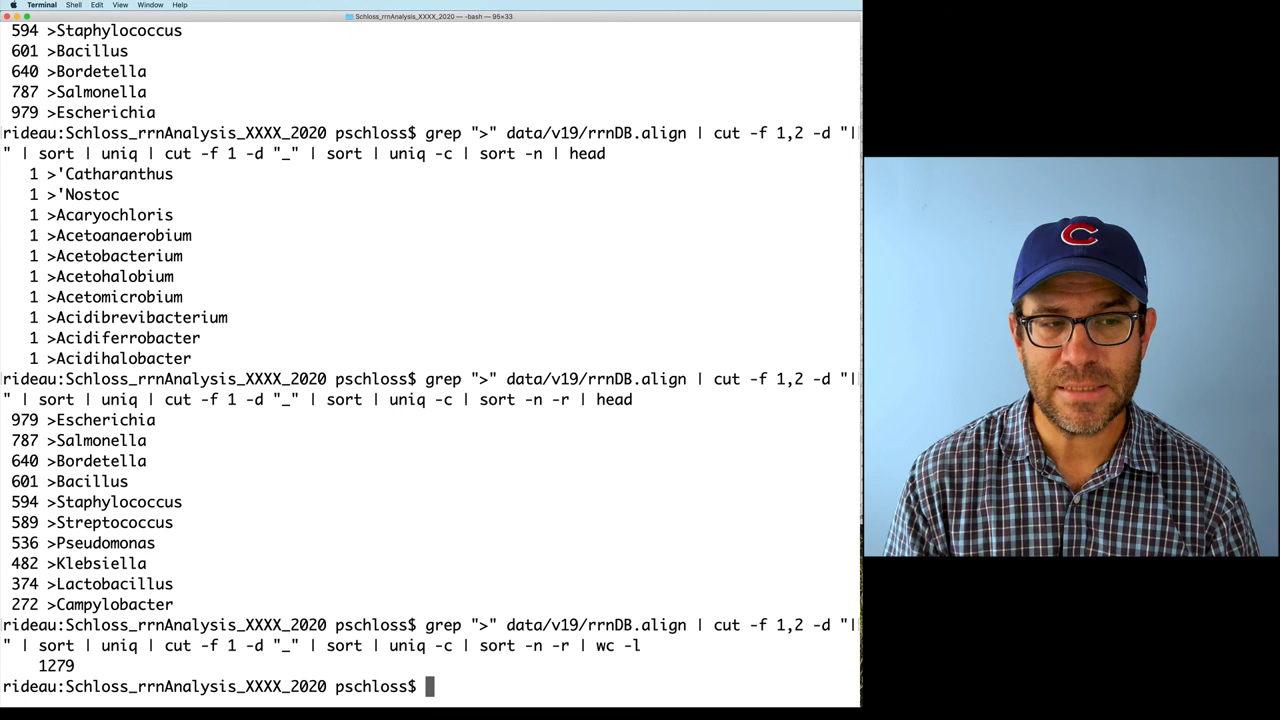 Terminal Shell Edit View Window Help
Schloss_rrnAnalysis_XXXX_2020 — -bash — 95×33
594 >Staphylococcus
601 >Bacillus
640 >Bordetella
787 >Salmonella
979 >Escherichia
rideau:Schloss_rrnAnalysis_XXXX_2020 pschloss$ grep ">" data/v19/rrnDB.align | cut -f 1,2 -d "|
" | sort | uniq | cut -f 1 -d "_" | sort | uniq -c | sort -n | head
1 >'Catharanthus
1 >'Nostoc
1 >Acaryochloris
1 >Acetoanaerobium
1 >Acetobacterium
1 >Acetohalobium
1 >Acetomicrobium
1 >Acidibrevibacterium
1 >Acidiferrobacter
1 >Acidihalobacter
rideau:Schloss_rrnAnalysis_XXXX_2020 pschloss$ grep ">" data/v19/rrnDB.align | cut -f 1,2 -d "|
" | sort | uniq | cut -f 1 -d "_" | sort | uniq -c | sort -n -r | head
979 >Escherichia
787 >Salmonella
640 >Bordetella
601 >Bacillus
594 >Staphylococcus
589 >Streptococcus
536 >Pseudomonas
482 >Klebsiella
374 >Lactobacillus
272 >Campylobacter
rideau:Schloss_rrnAnalysis_XXXX_2020 pschloss$ grep ">" data/v19/rrnDB.align | cut -f 1,2 -d "|
" | sort | uniq | cut -f 1 -d "_" | sort | uniq -c | sort -n -r | wc -l
1279
rideau:Schloss_rrnAnalysis_XXXX_2020 pschloss$
C